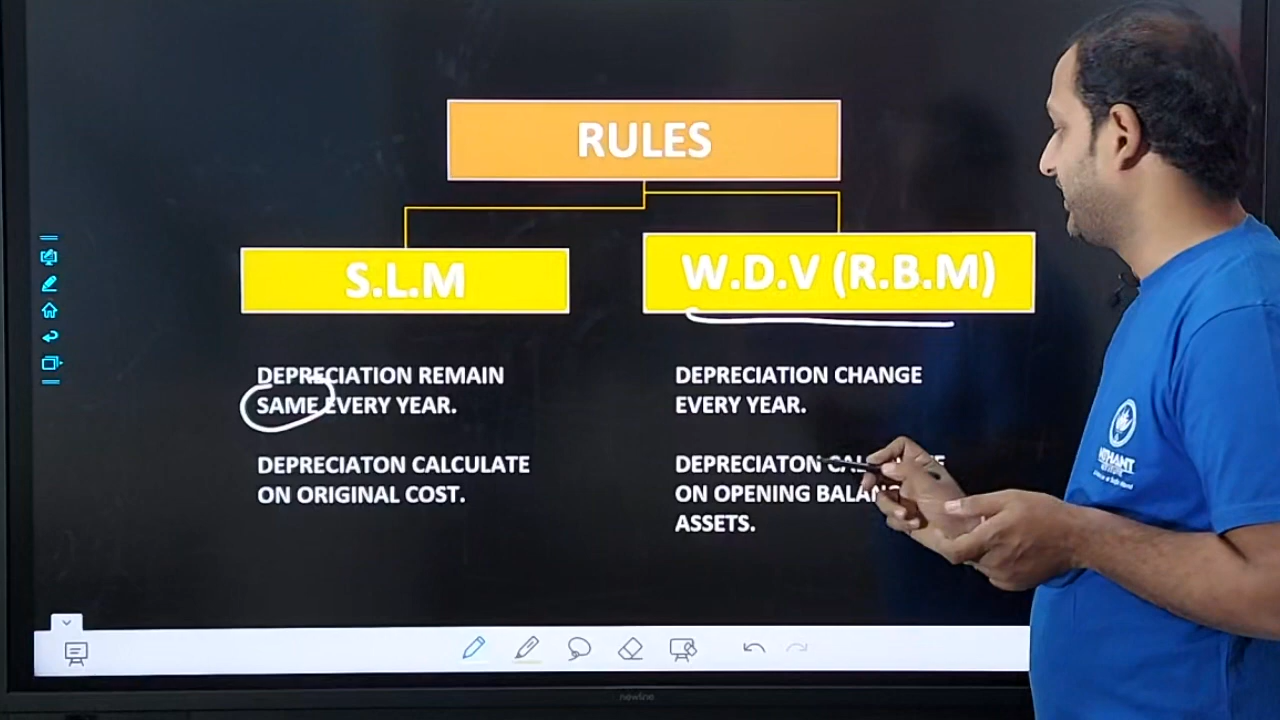 RULES
S.L.M
W.D.V (R.B.M)
DEPRECIATION REMAIN
SAME EVERY YEAR.
DEPRECIATON CALCULATE
ON ORIGINAL COST.
DEPRECIATION CHANGE
EVERY YEAR.
DEPRECIATON
ON OPENING
ASSETS.
newline